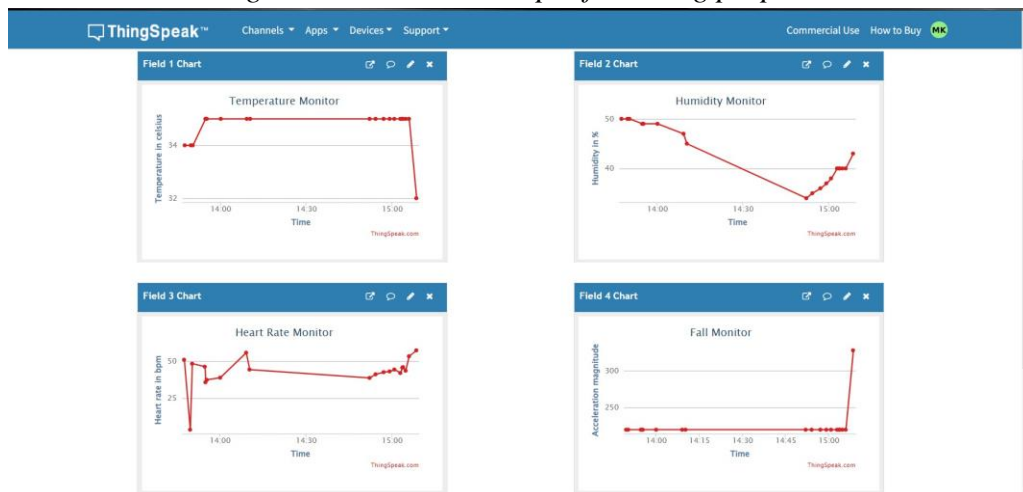 ThingSpeak™ Channels Apps Devices Support Commercial Use How to Buy MK
Field 1 Chart
Temperature Monitor
Temperature in celsius
34
32
14:00 14:30 15:00
Time
ThingSpeak.com
Field 2 Chart
Humidity Monitor
Humidity in %
50
40
14:00 14:30 15:00
Time
ThingSpeak.com
Field 3 Chart
Heart Rate Monitor
Heart rate in bpm
50
25
14:00 14:30 15:00
Time
ThingSpeak.com
Field 4 Chart
Fall Monitor
Acceleration magnitude
300
250
14:00 14:15 14:30 14:45 15:00
Time
ThingSpeak.com